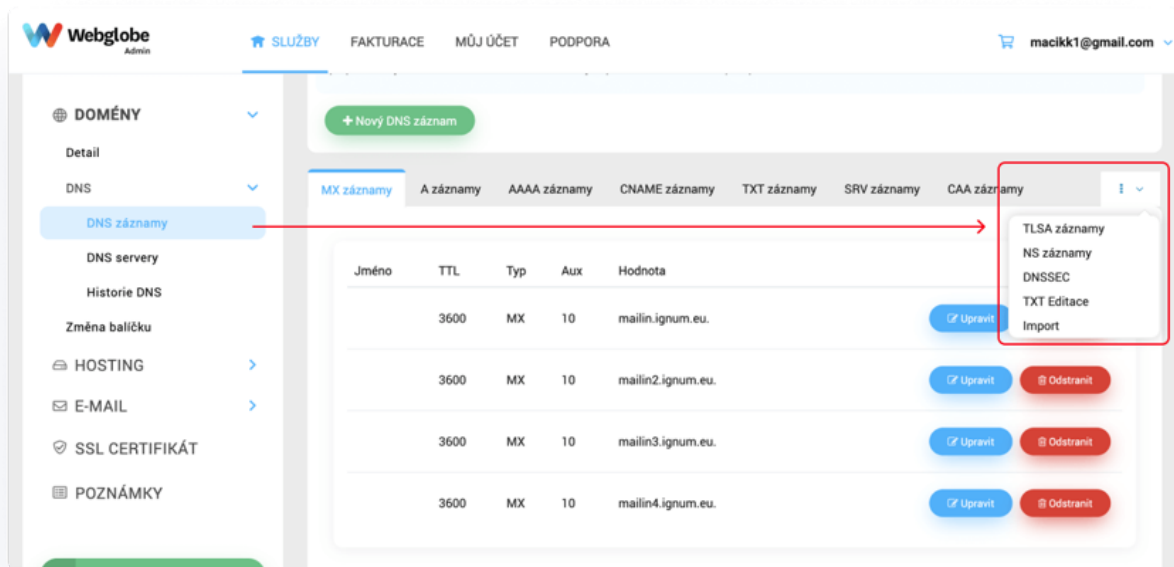 Webglobe
Admin
SLUŽBY
FAKTURACE
MŮJ ÚČET
PODPORA
macikk1@gmail.com
DOMÉNY
Detail
DNS
DNS záznamy
DNS servery
Historie DNS
Změna balíčku
HOSTING
E-MAIL
SSL CERTIFIKÁT
POZNÁMKY
+ Nový DNS záznam
MX záznamy
A záznamy
AAAA záznamy
CNAME záznamy
TXT záznamy
SRV záznamy
CAA záznamy
TLSA záznamy
NS záznamy
DNSSEC
TXT Editace
Import
Jméno TTL Typ Aux Hodnota
3600 MX 10 mailin.ignum.eu. Upravit
3600 MX 10 mailin2.ignum.eu. Upravit Odstranit
3600 MX 10 mailin3.ignum.eu. Upravit Odstranit
3600 MX 10 mailin4.ignum.eu. Upravit Odstranit